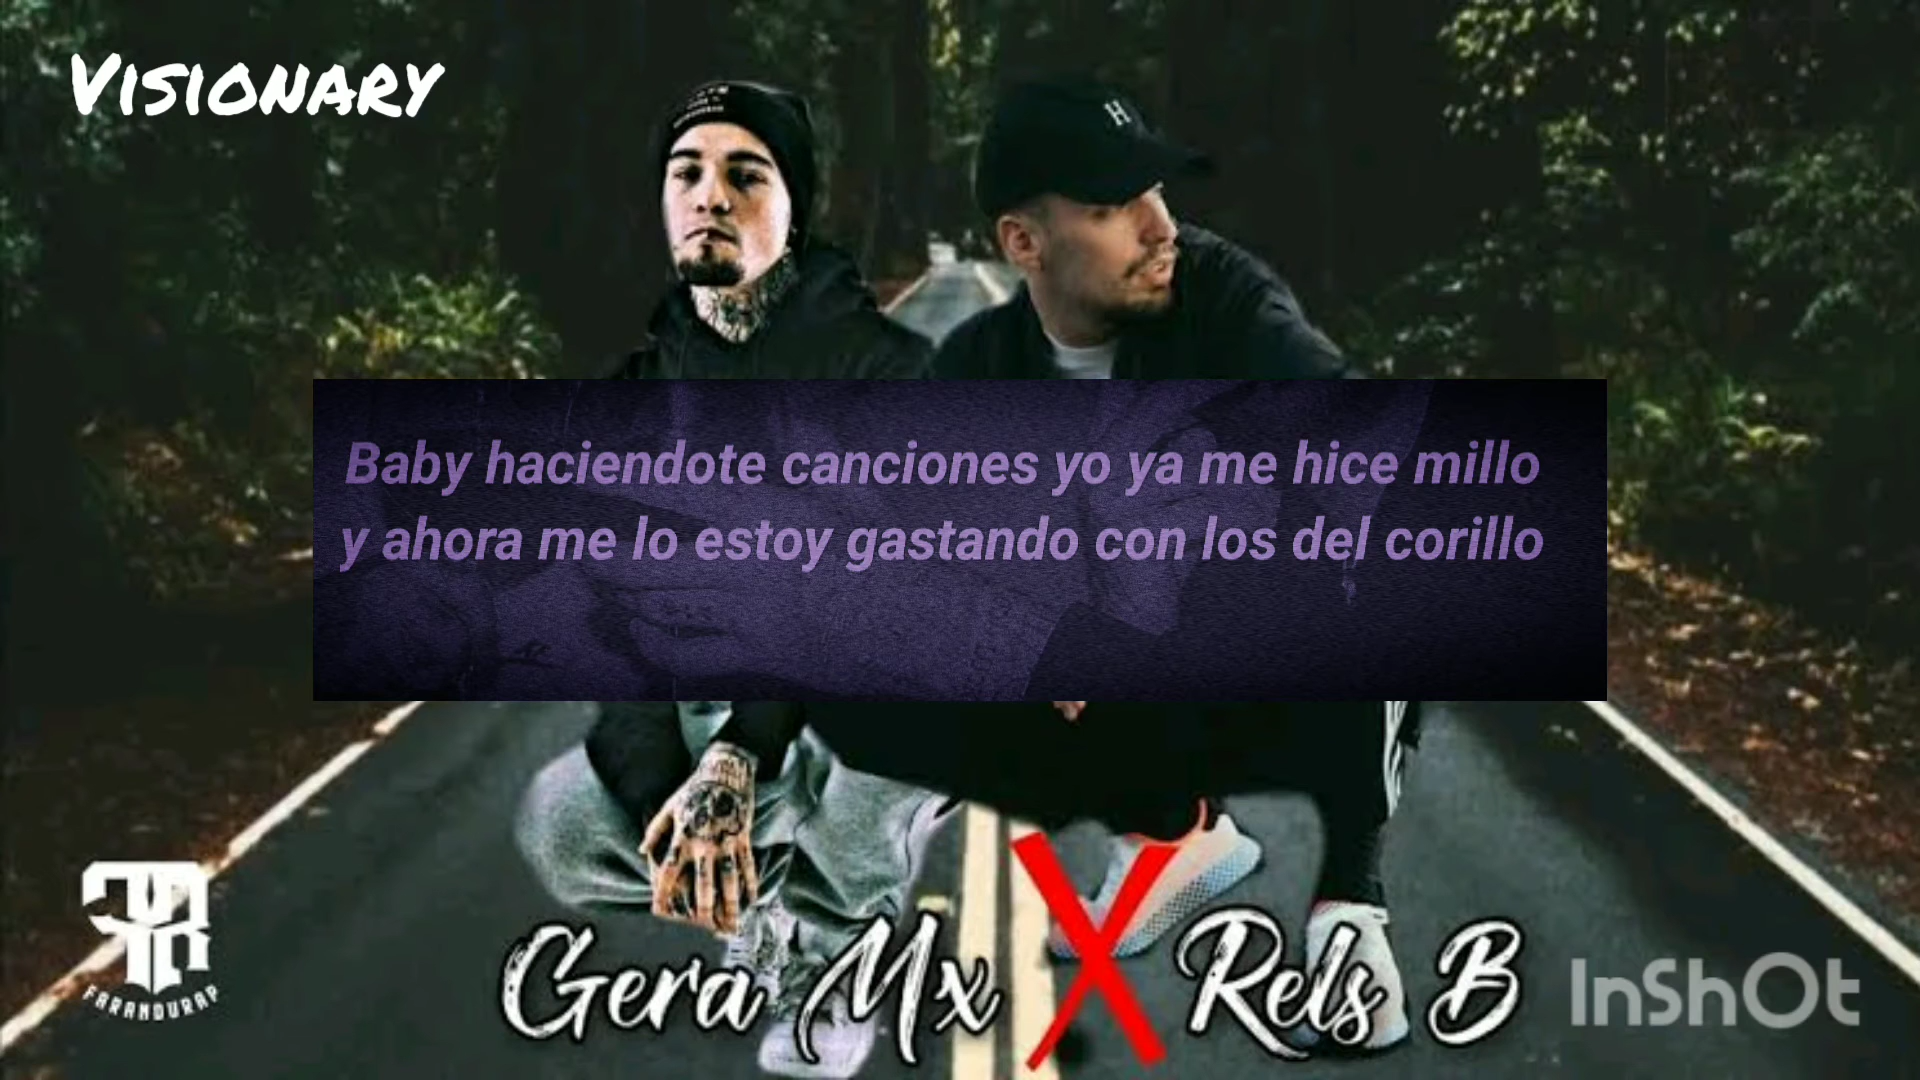 Visionary
H
Baby haciendote canciones yo ya me hice millo
y ahora me lo estoy gastando con los del corillo
FARANDURAP
Gera Mx X Rels B
InShOt